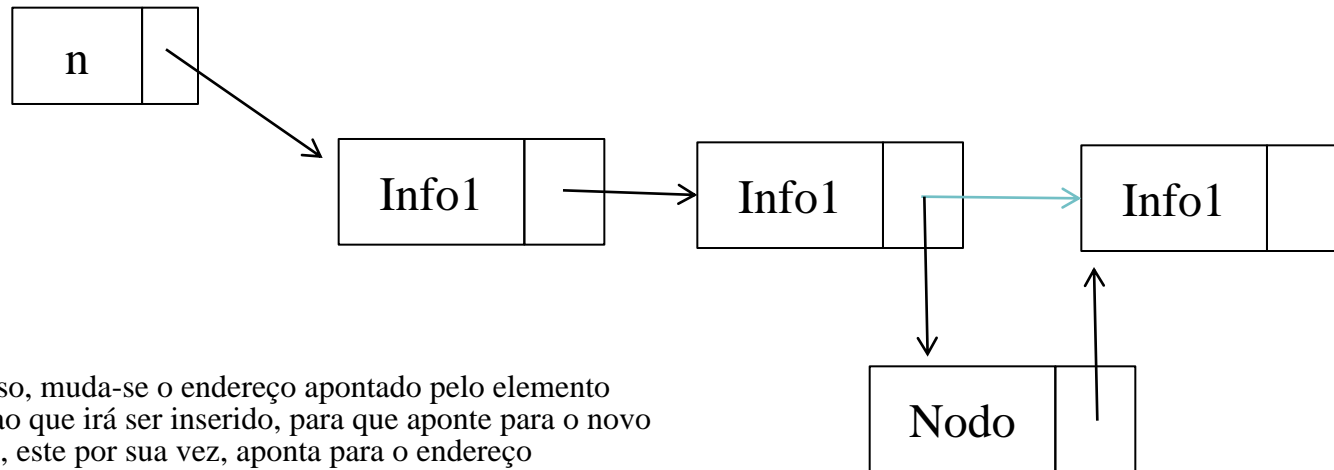 n
Info1
Info1
Info1
Nodo
so, muda-se o endereço apontado pelo elemento
ao que irá ser inserido, para que aponte para o novo
, este por sua vez, aponta para o endereço